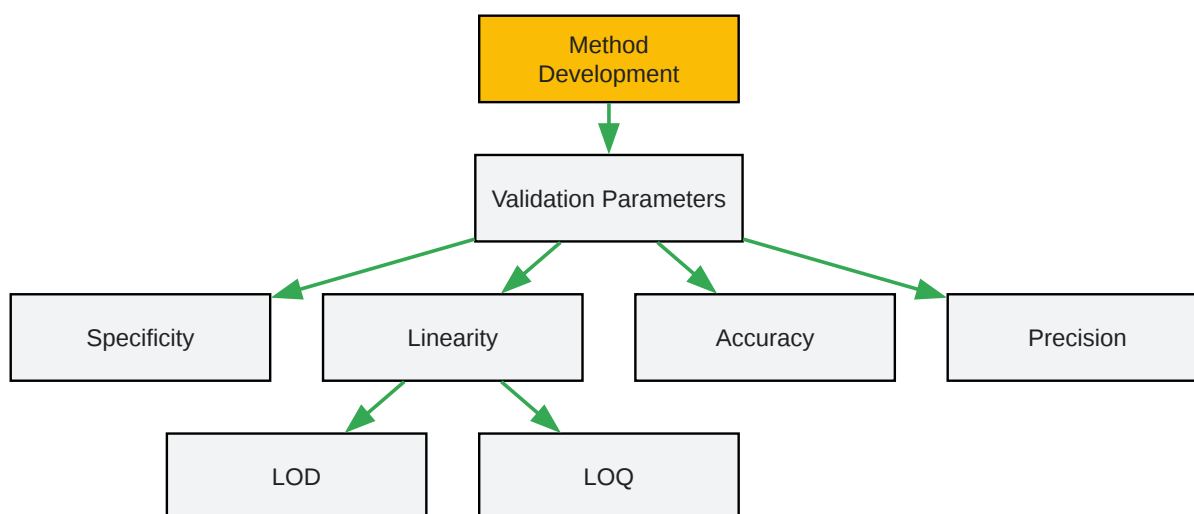 Method
Development
Validation Parameters
Specificity
Linearity
Accuracy
Precision
LOD
LOQ